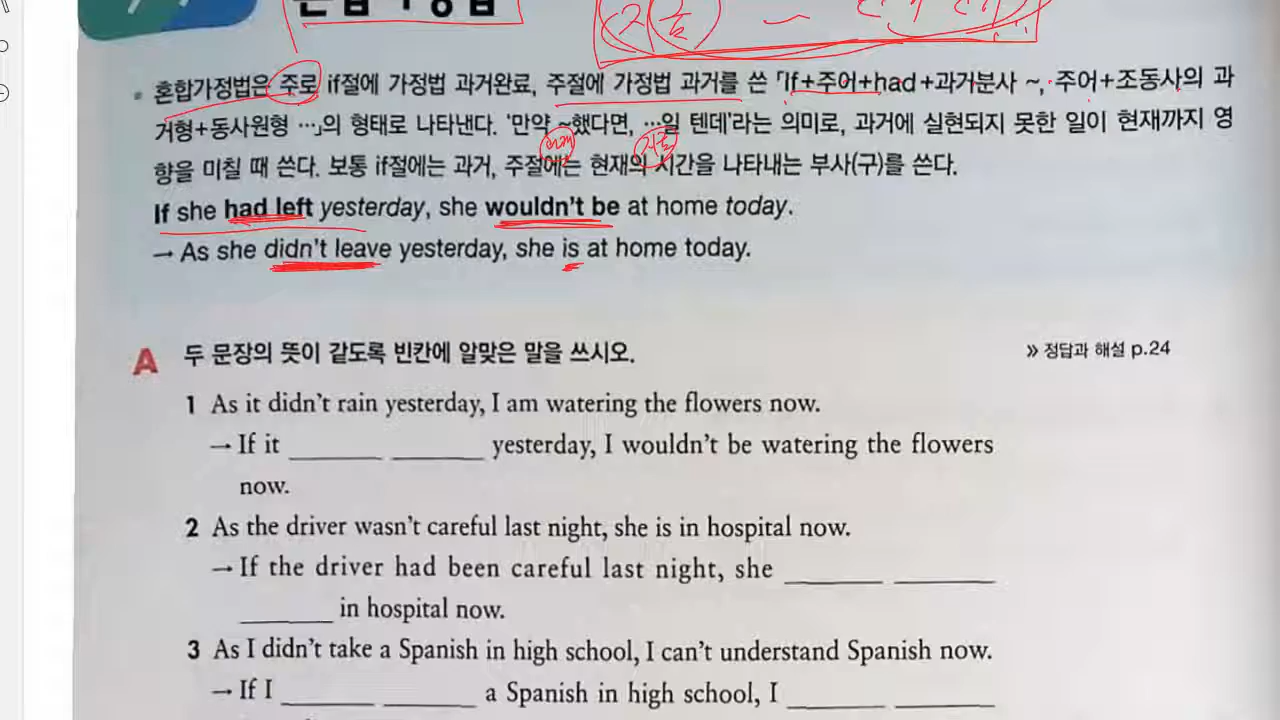 혼합가정법
지금
혼합가정법은 주로 if절에 가정법 과거완료, 주절에 가정법 과거를 쓴 「If+주어+had+과거분사 ~, 주어+조동사의 과
거형+동사원형 …」의 형태로 나타낸다. ‘만약 ~했다면, …일 텐데’라는 의미로, 과거에 실현되지 못한 일이 현재까지 영
향을 미칠 때 쓴다. 보통 if절에는 과거, 주절에는 현재의 시간을 나타내는 부사(구)를 쓴다.
If she had left yesterday, she wouldn’t be at home today.
→ As she didn’t leave yesterday, she is at home today.
A 두 문장의 뜻이 같도록 빈칸에 알맞은 말을 쓰시오.
» 정답과 해설 p.24
1 As it didn’t rain yesterday, I am watering the flowers now.
→ If it ______ ______ yesterday, I wouldn’t be watering the flowers
now.
2 As the driver wasn’t careful last night, she is in hospital now.
→ If the driver had been careful last night, she ______ ______
______ in hospital now.
3 As I didn’t take a Spanish in high school, I can’t understand Spanish now.
→ If I ______ ______ a Spanish in high school, I ______ ______